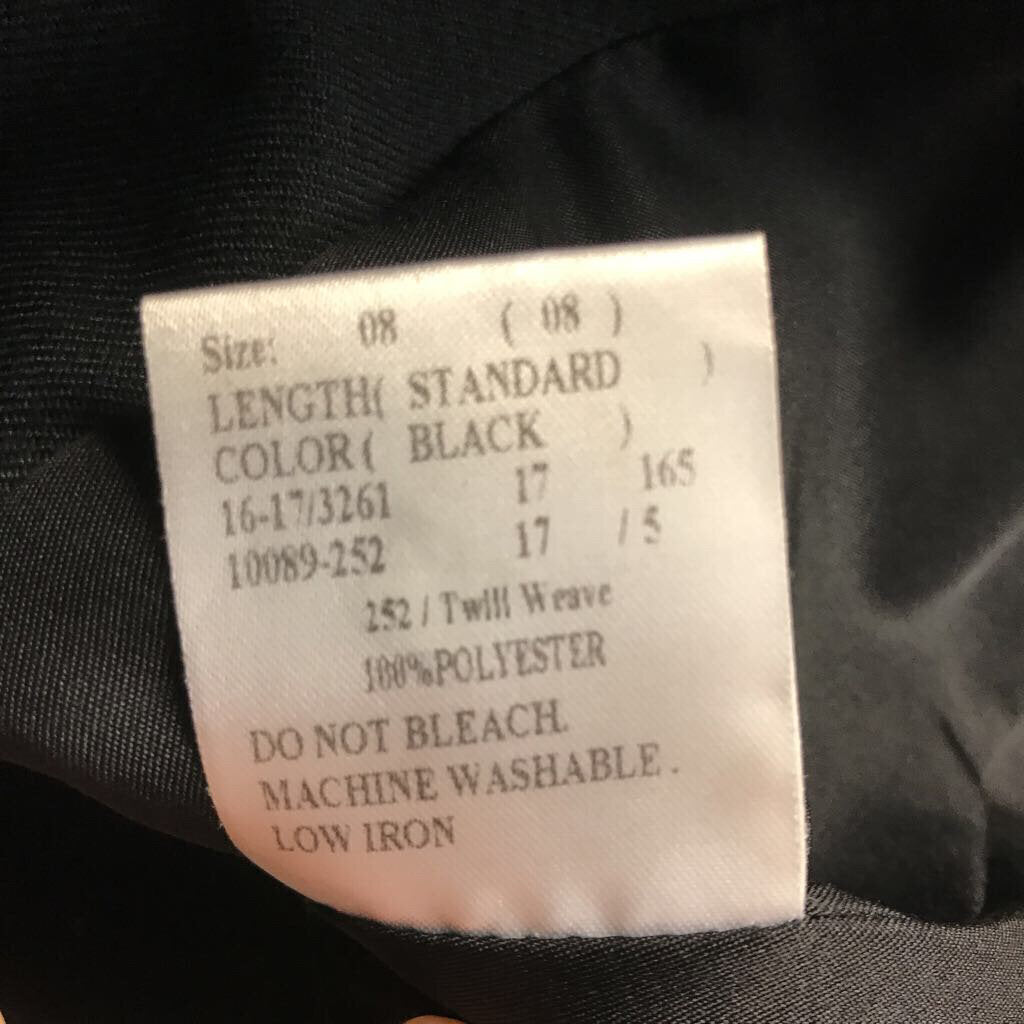 Size: 08 ( 08 )
LENGTH( STANDARD )
COLOR( BLACK )
16-17/3261 17 165
10089-252 17 / 5
252 / Twill Weave
100%POLYESTER
DO NOT BLEACH.
MACHINE WASHABLE .
LOW IRON